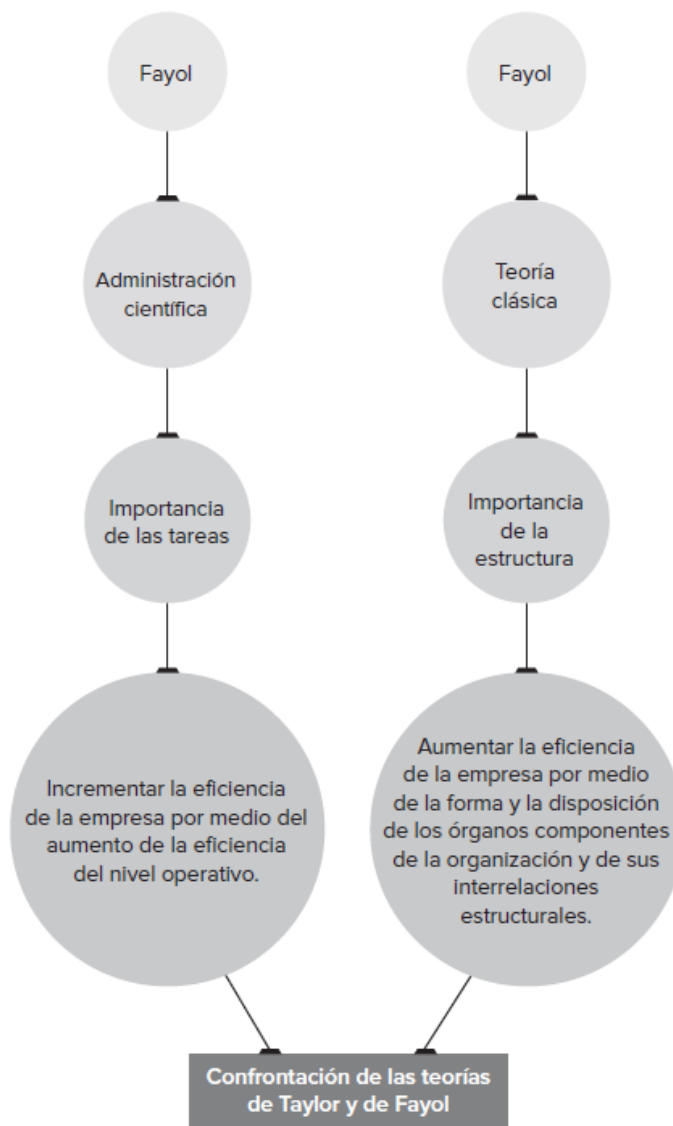 Fayol
Administración
científica
Importancia
de las tareas
Incrementar la eficiencia
de la empresa por medio del
aumento de la eficiencia
del nivel operativo.
Fayol
Teoría
clásica
Importancia
de la
estructura
Aumentar la eficiencia
de la empresa por medio
de la forma y la disposición
de los órganos componentes
de la organización y de sus
interrelaciones
estructurales.
Confrontación de las teorías
de Taylor y de Fayol